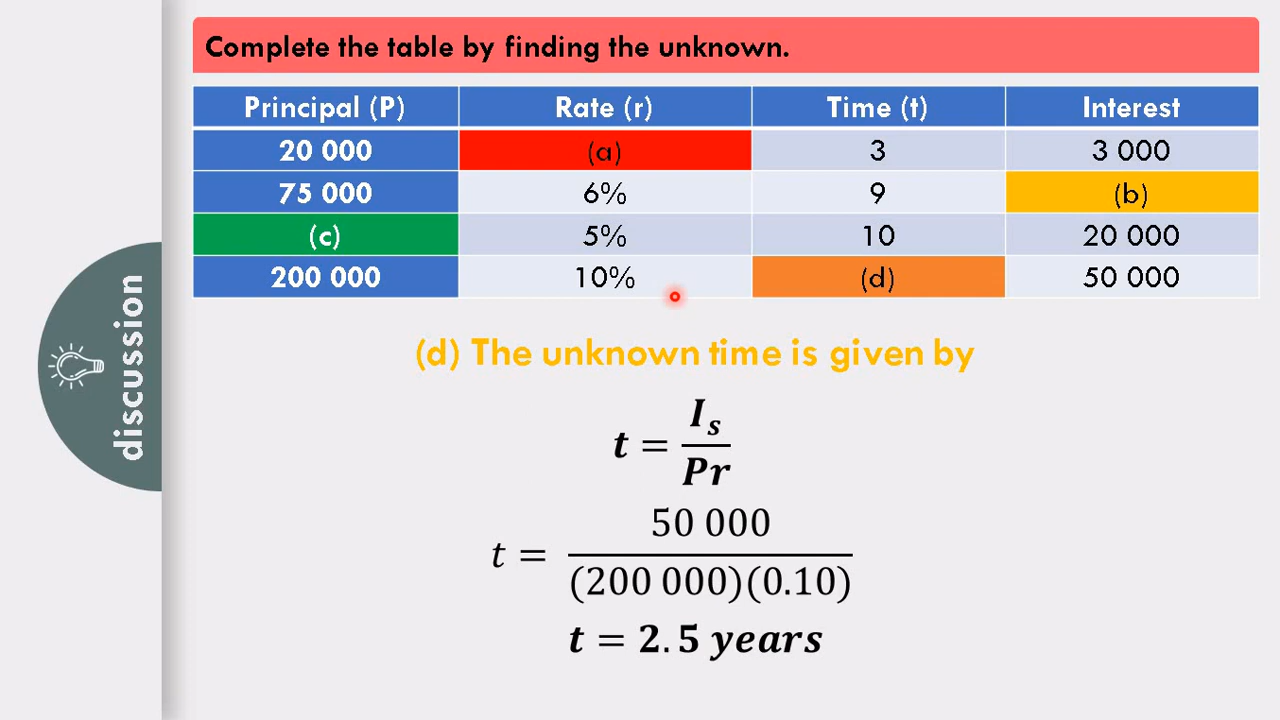 Complete the table by finding the unknown.
Principal (P) Rate (r) Time (t) Interest
20 000 (a) 3 3 000
75 000 6% 9 (b)
(c) 5% 10 20 000
200 000 10% (d) 50 000
discussion
(d) The unknown time is given by
t = I_s / Pr
t = 50 000 / (200 000)(0.10)
t = 2.5 years